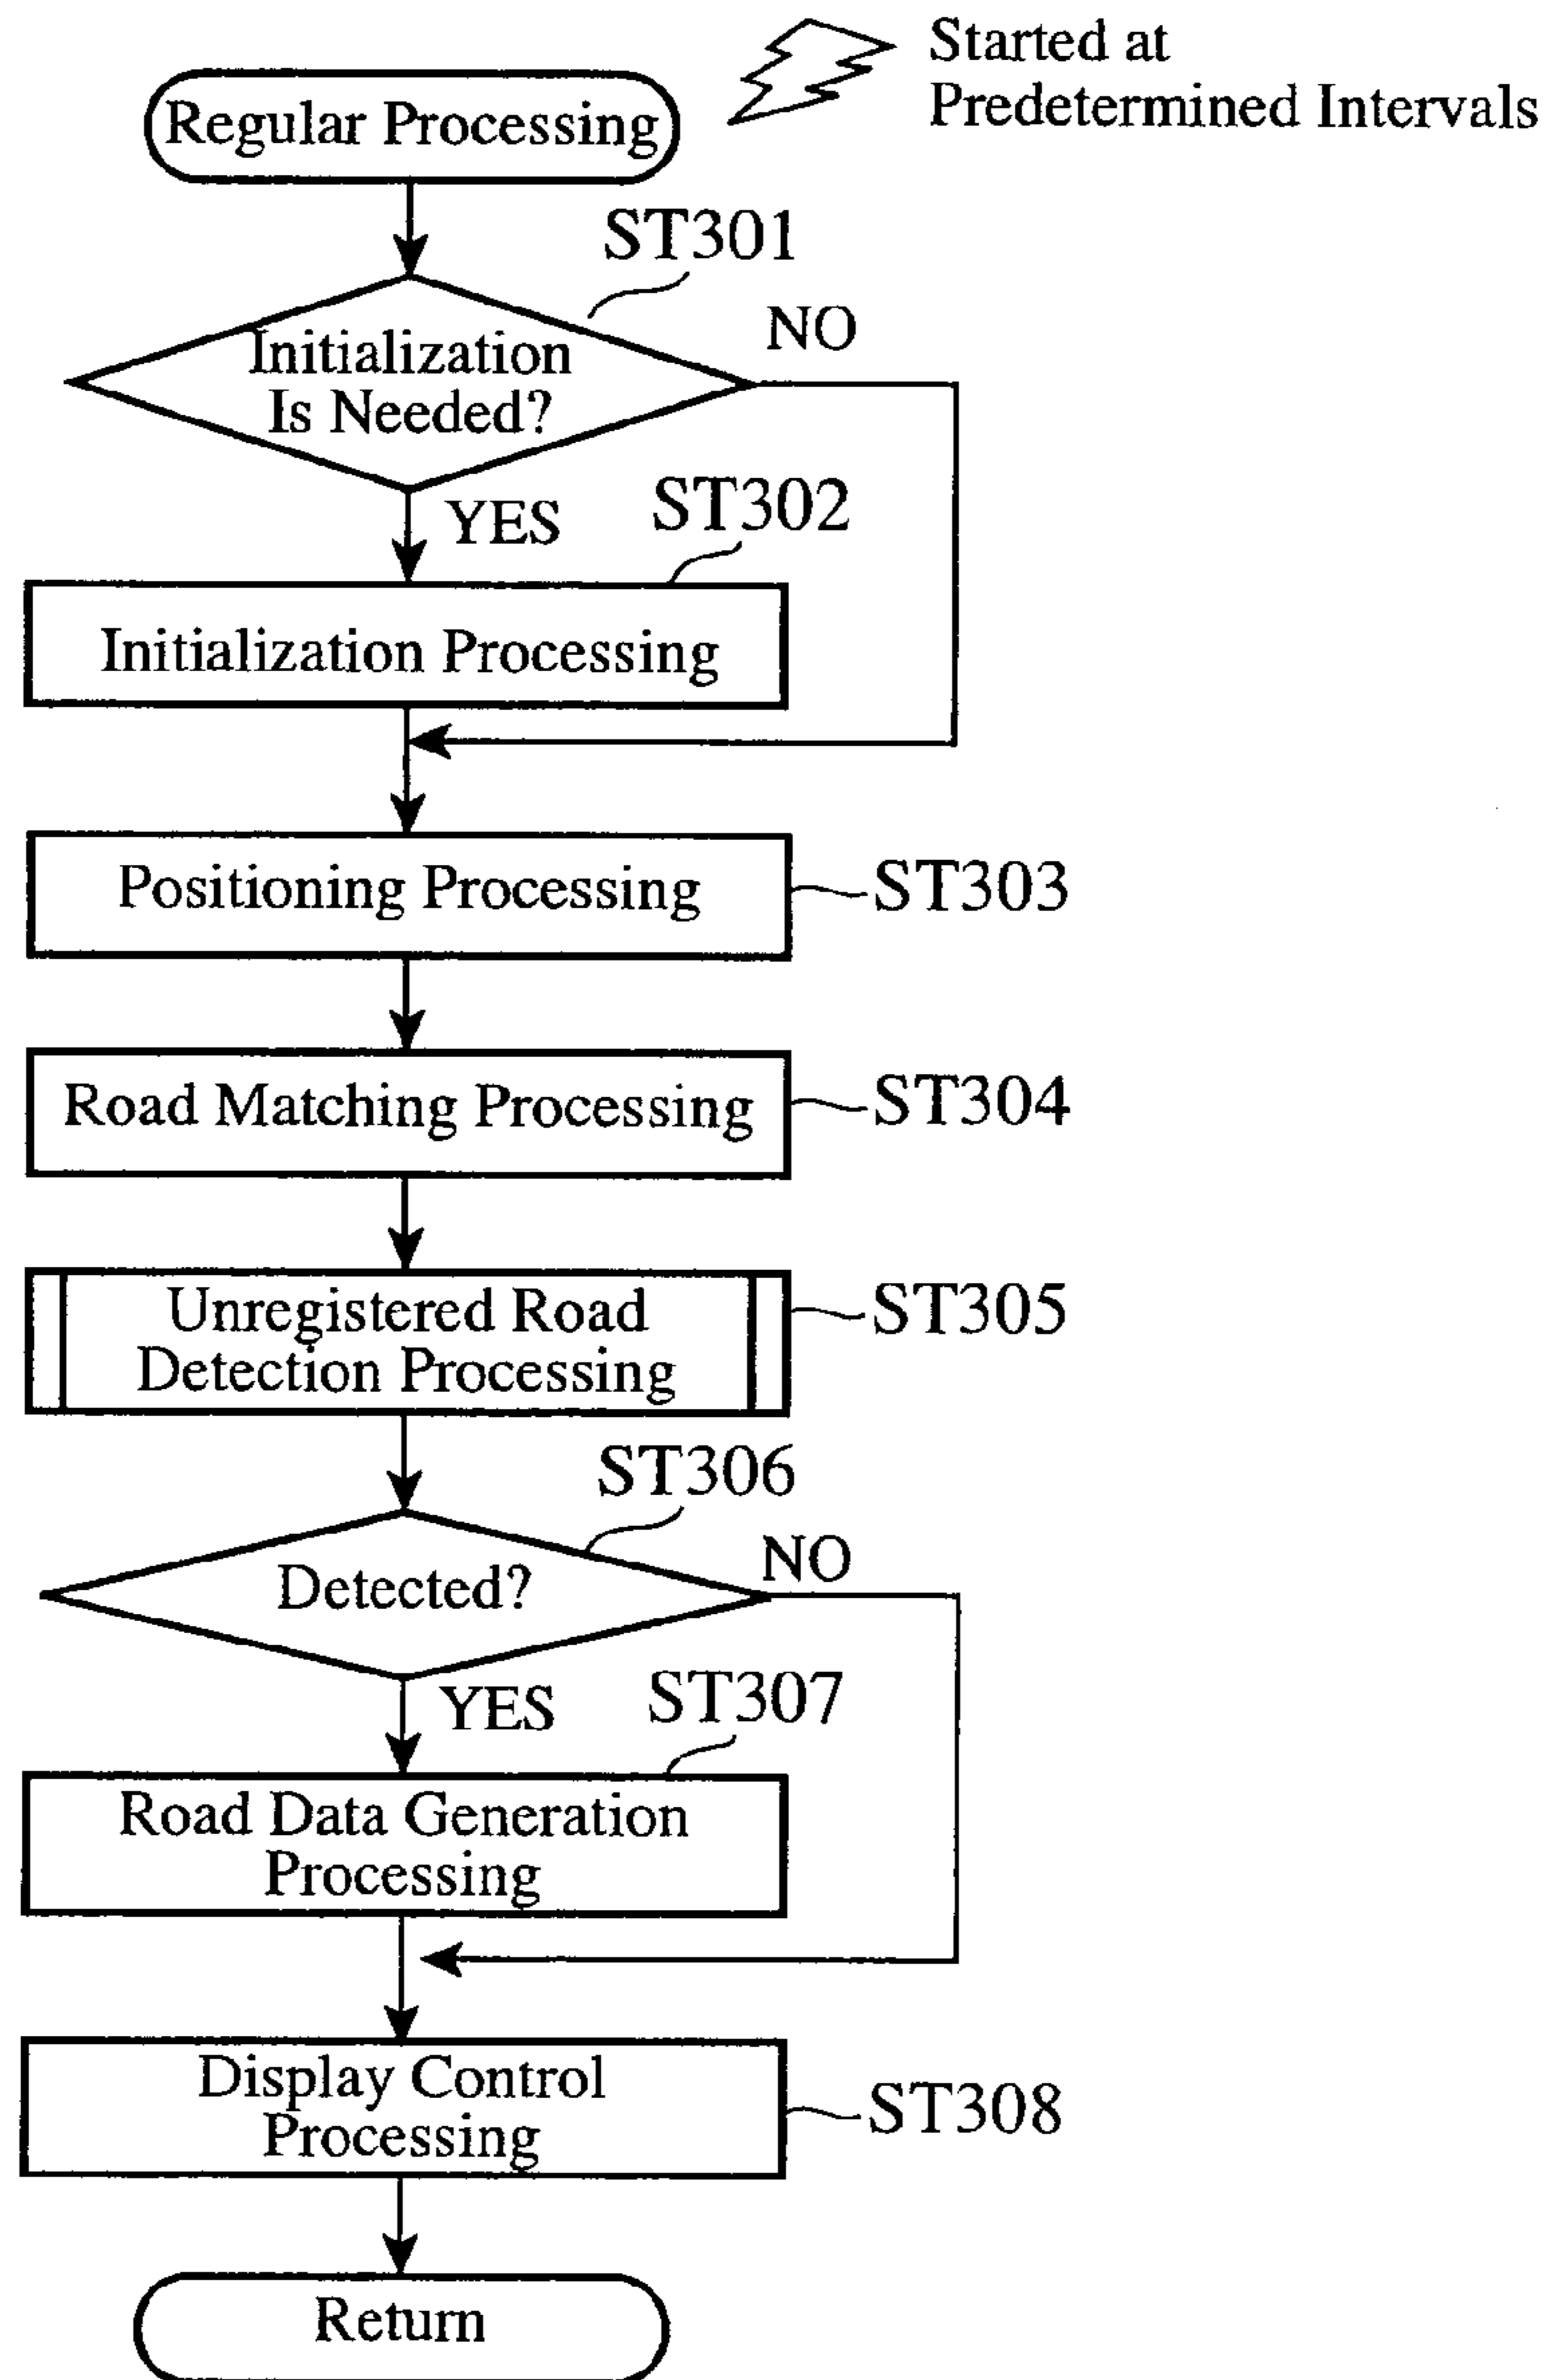 Started at
Predetermined Intervals
Regular Processing
ST301
Initialization
Is Needed?
NO
YES
ST302
Initialization Processing
Positioning Processing
ST303
Road Matching Processing
ST304
Unregistered Road
Detection Processing
ST305
ST306
Detected?
NO
YES
ST307
Road Data Generation
Processing
Display Control
Processing
ST308
Return